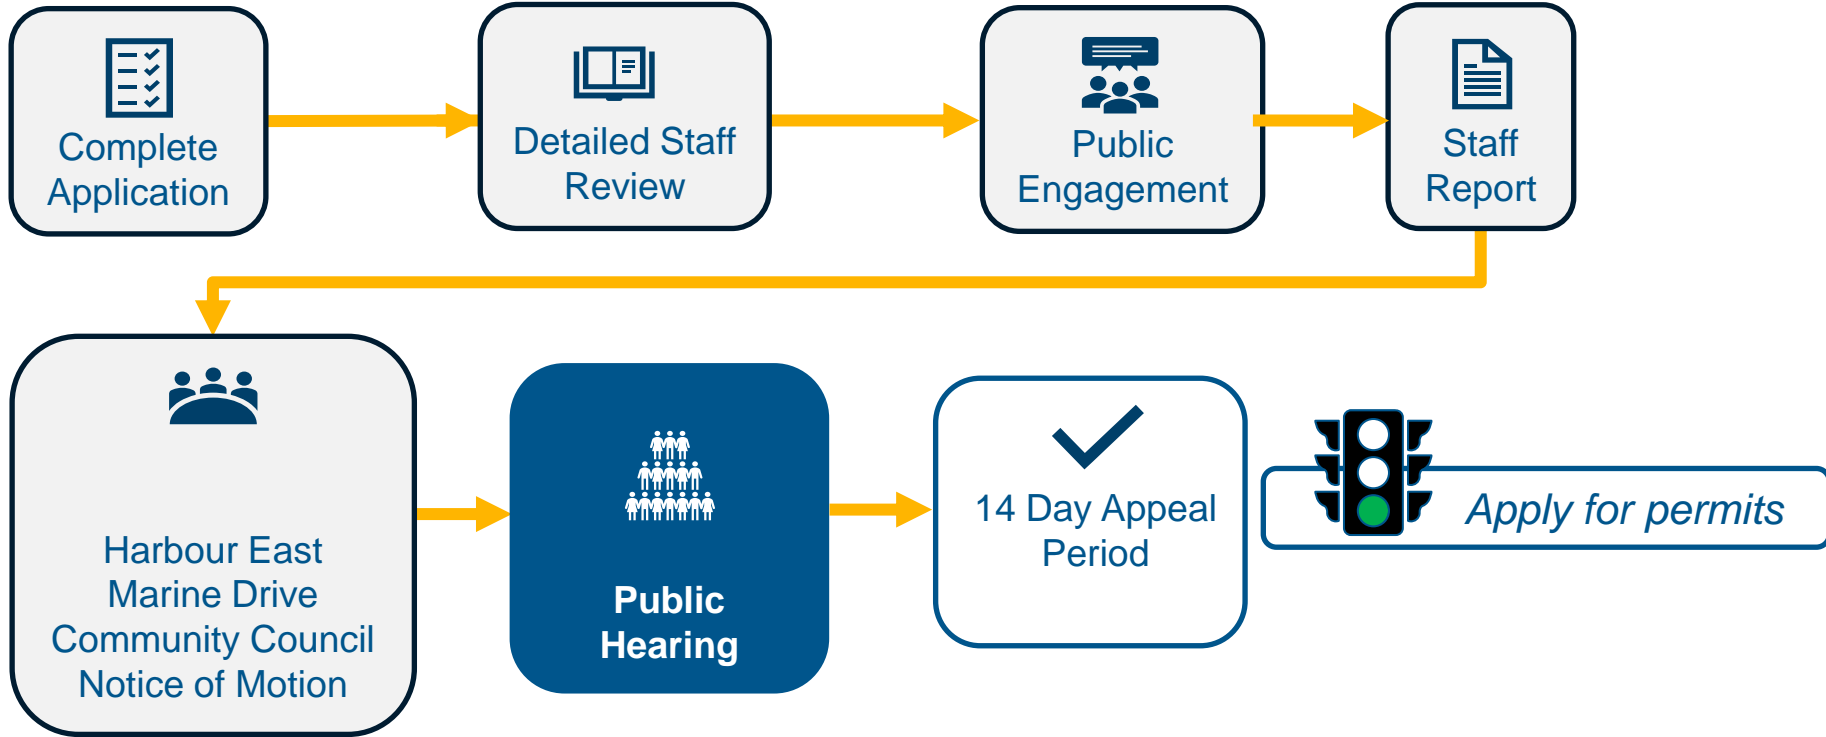 Complete
Application
Detailed Staff
Review
Public
Engagement
Staff
Report
Harbour East
Marine Drive
Community Council
Notice of Motion
Public
Hearing
14 Day Appeal
Period
Apply for permits